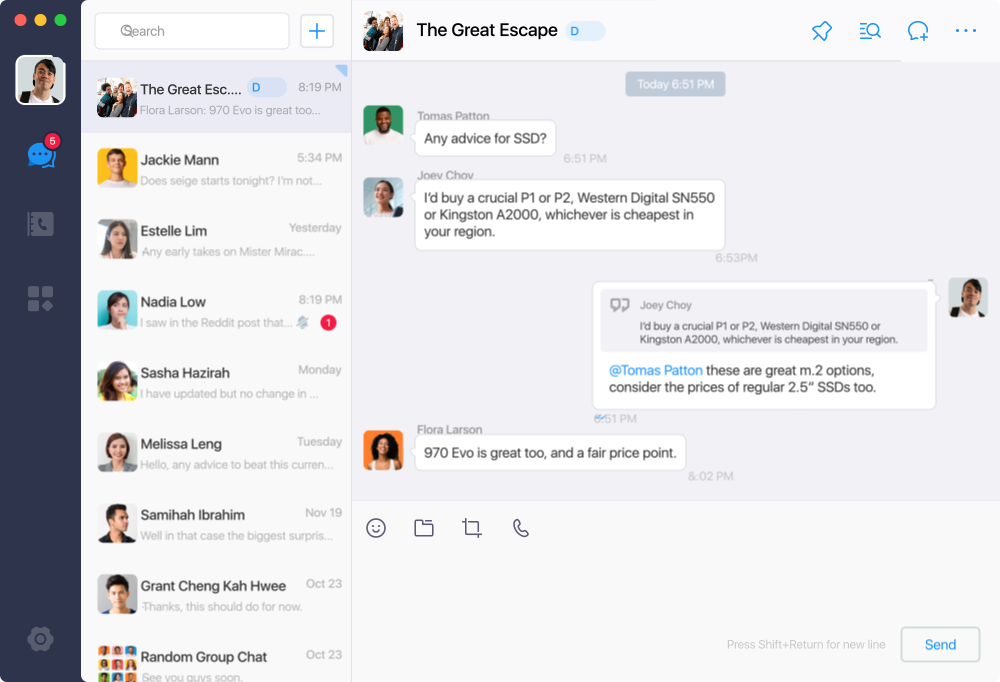 Search
+
The Great Escape D
5
The Great Esc.... D 8:19 PM
Flora Larson: 970 Evo is great too...
Jackie Mann 5:34 PM
Does seige starts tonight? I'm not...
Estelle Lim Yesterday
Any early takes on Mister Mirac....
Nadia Low 8:19 PM
I saw in the Reddit post that... 1
Sasha Hazirah Monday
I have updated but no change in ...
Melissa Leng Tuesday
Hello, any advice to beat this curren...
Samihah Ibrahim Nov 19
Well in that case the biggest surpris...
Grant Cheng Kah Hwee Oct 23
Thanks, this should do for now.
Random Group Chat Oct 23
See you guys soon.
Today 6:51 PM
Tomas Patton
Any advice for SSD?
6:51 PM
Joey Choy
I'd buy a crucial P1 or P2, Western Digital SN550
or Kingston A2000, whichever is cheapest in
your region.
6:53PM
Joey Choy
I'd buy a crucial P1 or P2, Western Digital SN550 or
Kingston A2000, whichever is cheapest in your region.
@Tomas Patton these are great m.2 options,
consider the prices of regular 2.5" SSDs too.
6:51 PM
Flora Larson
970 Evo is great too, and a fair price point.
8:02 PM
Press Shift+Return for new line
Send